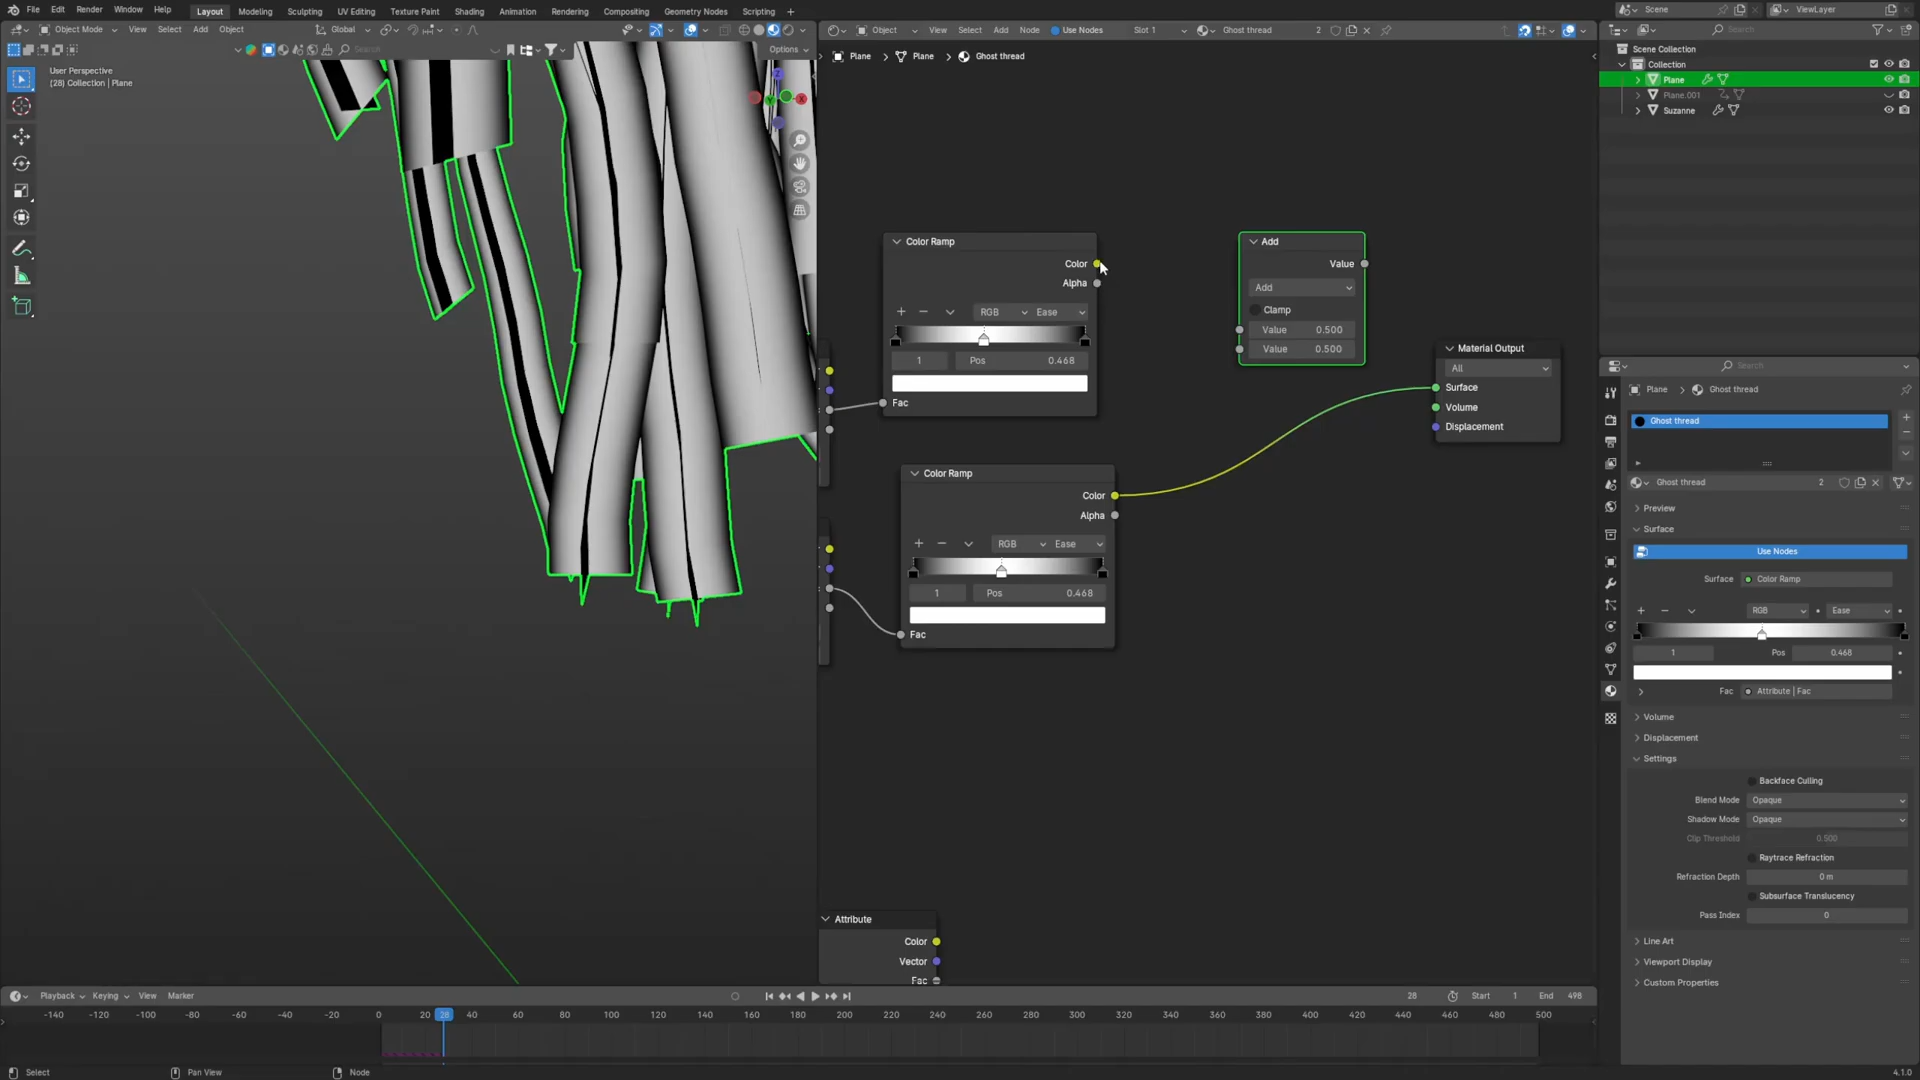 File Edit Render Window Help Layout Modeling Sculpting UV Editing Texture Paint Shading Animation Rendering Compositing Geometry Nodes Scripting + Scene ViewLayer
Object Mode View Select Add Object Global Object View Select Add Node Use Nodes Slot 1 Ghost thread 2 Search
Search Options
Plane > Plane > Ghost thread
User Perspective
(28) Collection | Plane
Scene Collection
Collection
Plane
Plane.001
Suzanne
Color Ramp
Color
Alpha
RGB Ease
1 Pos 0.468
Fac
Add
Value
Add
Clamp
Value 0.500
Value 0.500
Material Output
All
Surface
Volume
Displacement
Color Ramp
Color
Alpha
RGB Ease
1 Pos 0.468
Fac
Attribute
Color
Vector
Fac
Search
Plane > Ghost thread
Ghost thread
Ghost thread 2
Preview
Surface
Use Nodes
Surface Color Ramp
RGB Ease
1 Pos 0.468
Fac Attribute | Fac
Volume
Displacement
Settings
Backface Culling
Blend Mode Opaque
Shadow Mode Opaque
Clip Threshold 0.500
Raytrace Refraction
Refraction Depth 0 m
Subsurface Translucency
Pass Index 0
Line Art
Viewport Display
Custom Properties
Playback Keying View Marker 28 Start 1 End 498
-140 -120 -100 -80 -60 -40 -20 0 20 28 40 60 80 100 120 140 160 180 200 220 240 260 280 300 320 340 360 380 400 420 440 460 480 500
Select Pan View Node 4.1.0